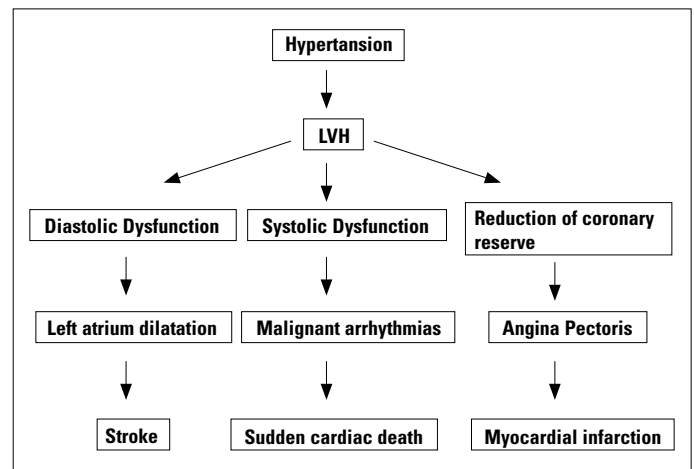 Hypertansion
LVH
Diastolic Dysfunction
Systolic Dysfunction
Reduction of coronary
reserve
Left atrium dilatation
Malignant arrhythmias
Angina Pectoris
Stroke
Sudden cardiac death
Myocardial infarction